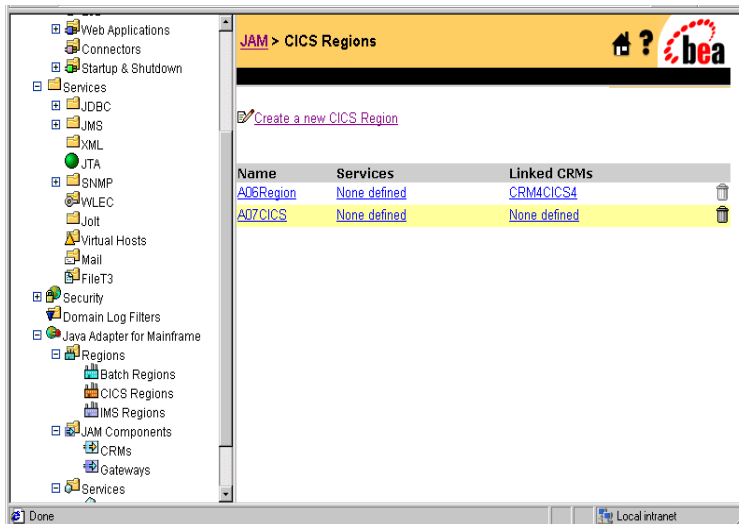 Web Applications
Connectors
Startup & Shutdown
Services
JDBC
JMS
XML
JTA
SNMP
WLEC
Jolt
Virtual Hosts
Mail
FileT3
Security
Domain Log Filters
Java Adapter for Mainframe
Regions
Batch Regions
CICS Regions
IMS Regions
JAM Components
CRMs
Gateways
Services
JAM > CICS Regions
? bea
Create a new CICS Region
Name Services Linked CRMs
A06Region None defined CRM4CICS4
A07CICS None defined None defined
Done Local intranet